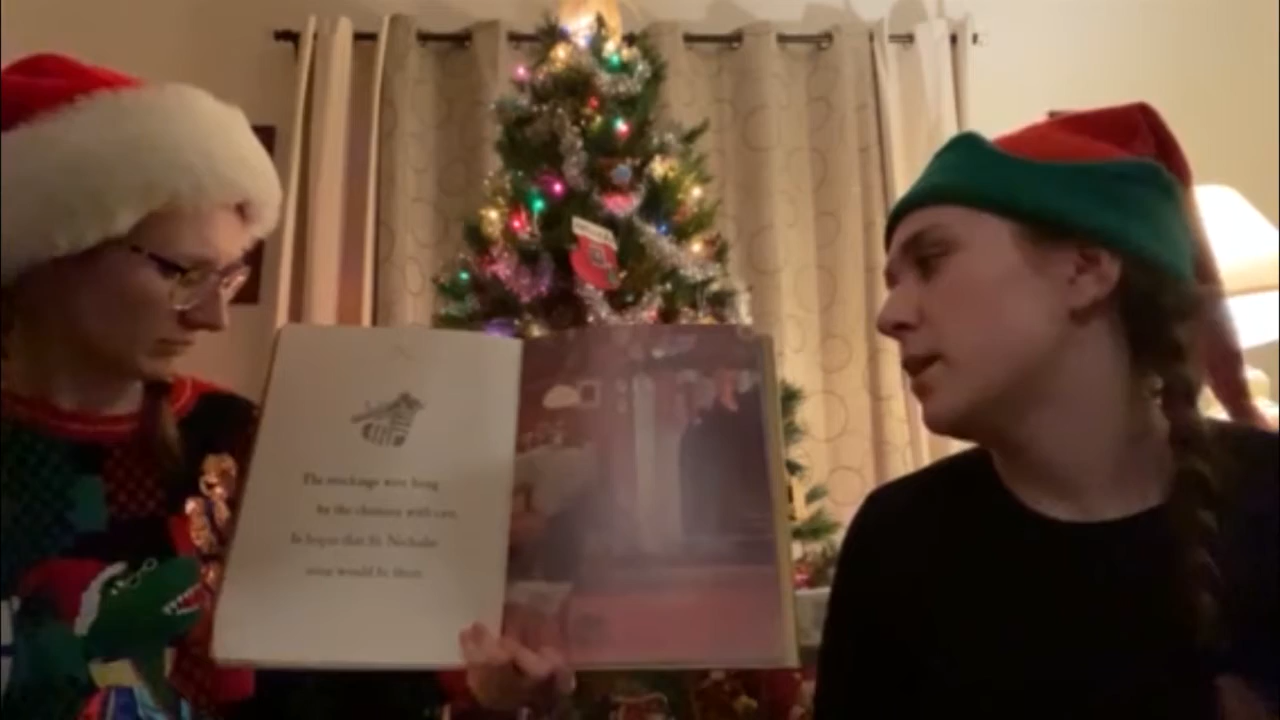 The stockings were hung
by the chimney with care,
In hopes that St. Nicholas
soon would be there.